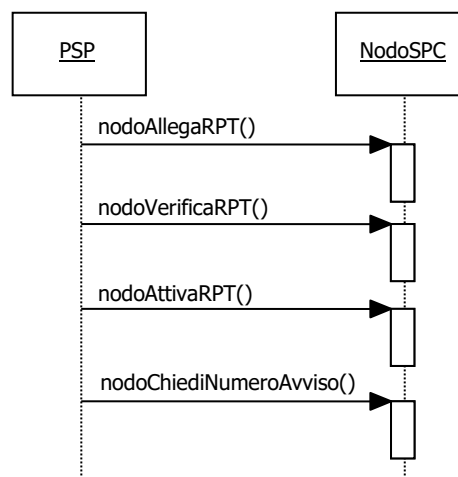 PSP
NodoSPC
nodoAllegaRPT()
nodoVerificaRPT()
nodoAttivaRPT()
nodoChiediNumeroAvviso()